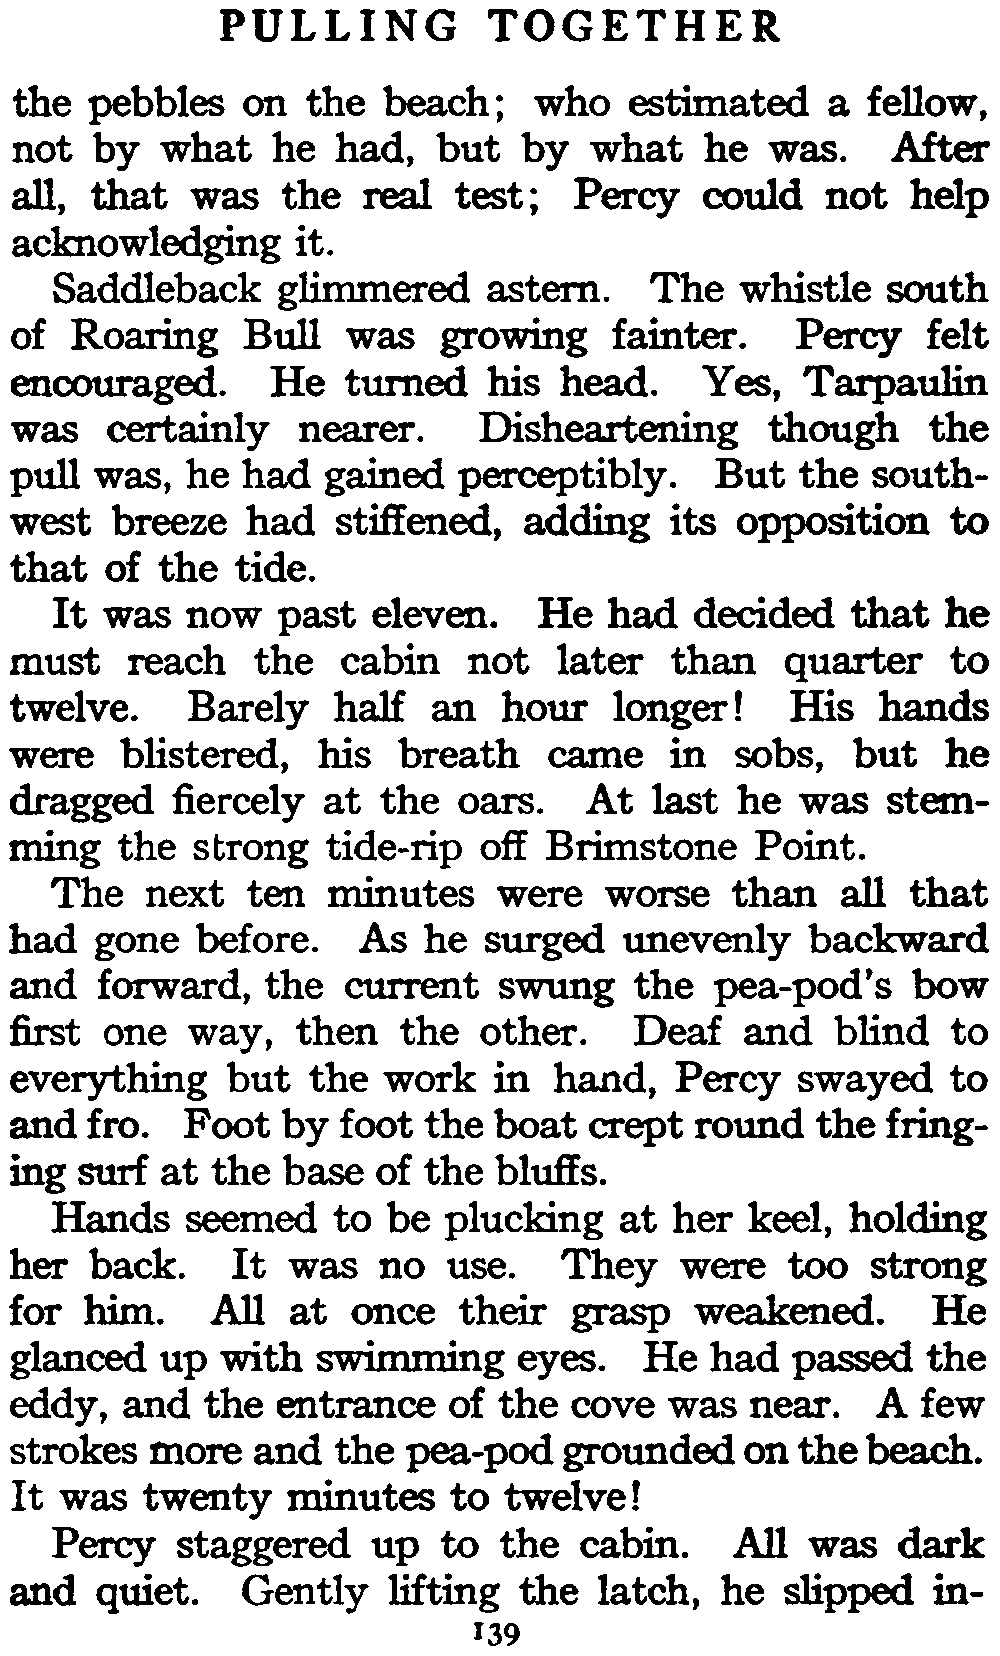 PULLING TOGETHER
the pebbles on the beach; who estimated a fellow,
not by what he had, but by what he was. After
all, that was the real test; Percy could not help
acknowledging it.
Saddleback glimmered astern. The whistle south
of Roaring Bull was growing fainter. Percy felt
encouraged. He turned his head. Yes, Tarpaulin
was certainly nearer. Disheartening though the
pull was, he had gained perceptibly. But the south-
west breeze had stiffened, adding its opposition to
that of the tide.
It was now past eleven. He had decided that he
must reach the cabin not later than quarter to
twelve. Barely half an hour longer! His hands
were blistered, his breath came in sobs, but he
dragged fiercely at the oars. At last he was stem-
ming the strong tide-rip off Brimstone Point.
The next ten minutes were worse than all that
had gone before. As he surged unevenly backward
and forward, the current swung the pea-pod's bow
first one way, then the other. Deaf and blind to
everything but the work in hand, Percy swayed to
and fro. Foot by foot the boat crept round the fring-
ing surf at the base of the bluffs.
Hands seemed to be plucking at her keel, holding
her back. It was no use. They were too strong
for him. All at once their grasp weakened. He
glanced up with swimming eyes. He had passed the
eddy, and the entrance of the cove was near. A few
strokes more and the pea-pod grounded on the beach.
It was twenty minutes to twelve!
Percy staggered up to the cabin. All was dark
and quiet. Gently lifting the latch, he slipped in-
139